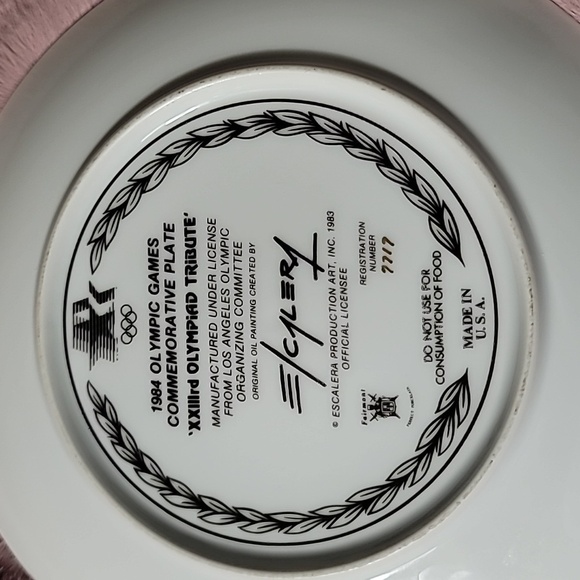 1984 OLYMPIC GAMES
COMMEMORATIVE PLATE
'XXIIIrd OLYMPIAD TRIBUTE'
MANUFACTURED UNDER LICENSE
FROM LOS ANGELES OLYMPIC
ORGANIZING COMMITTEE
ORIGINAL OIL PAINTING CREATED BY
ESCALERA
© ESCALERA PRODUCTION ART, INC. 1983
OFFICIAL LICENSEE
REGISTRATION
NUMBER
7717
Fairmont
DO NOT USE FOR
CONSUMPTION OF FOOD
MADE IN
U.S.A.